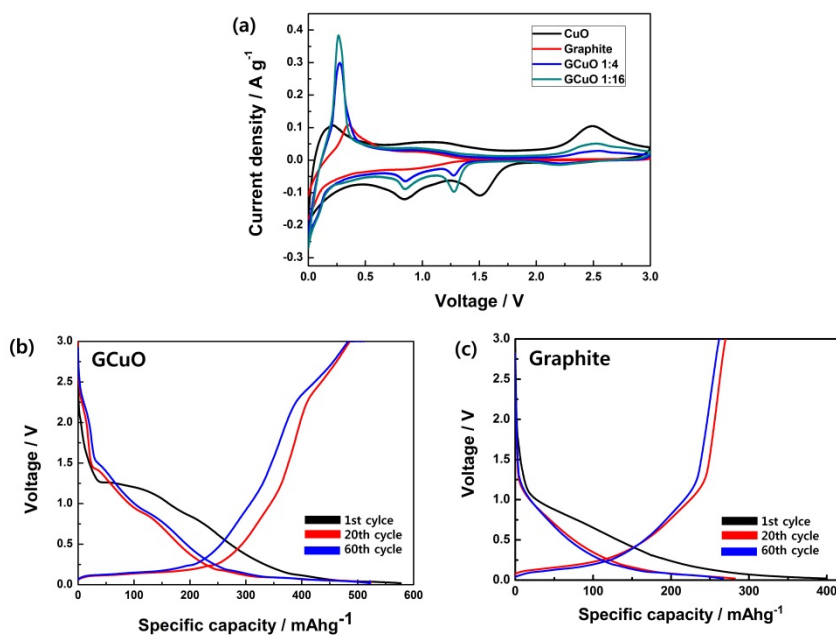 (a)
CuO
Graphite
GCuO 1:4
GCuO 1:16
Current density / A g⁻¹
0.4
0.3
0.2
0.1
0.0
-0.1
-0.2
-0.3
0.0 0.5 1.0 1.5 2.0 2.5 3.0
Voltage / V
(b)
GCuO
Voltage / V
3.0
2.5
2.0
1.5
1.0
0.5
0.0
1st cylce
20th cycle
60th cycle
0 100 200 300 400 500 600
Specific capacity / mAhg⁻¹
(c)
Graphite
Voltage / V
3.0
2.5
2.0
1.5
1.0
0.5
0.0
1st cycle
20th cycle
60th cycle
0 100 200 300 400
Specific capacity / mAhg⁻¹